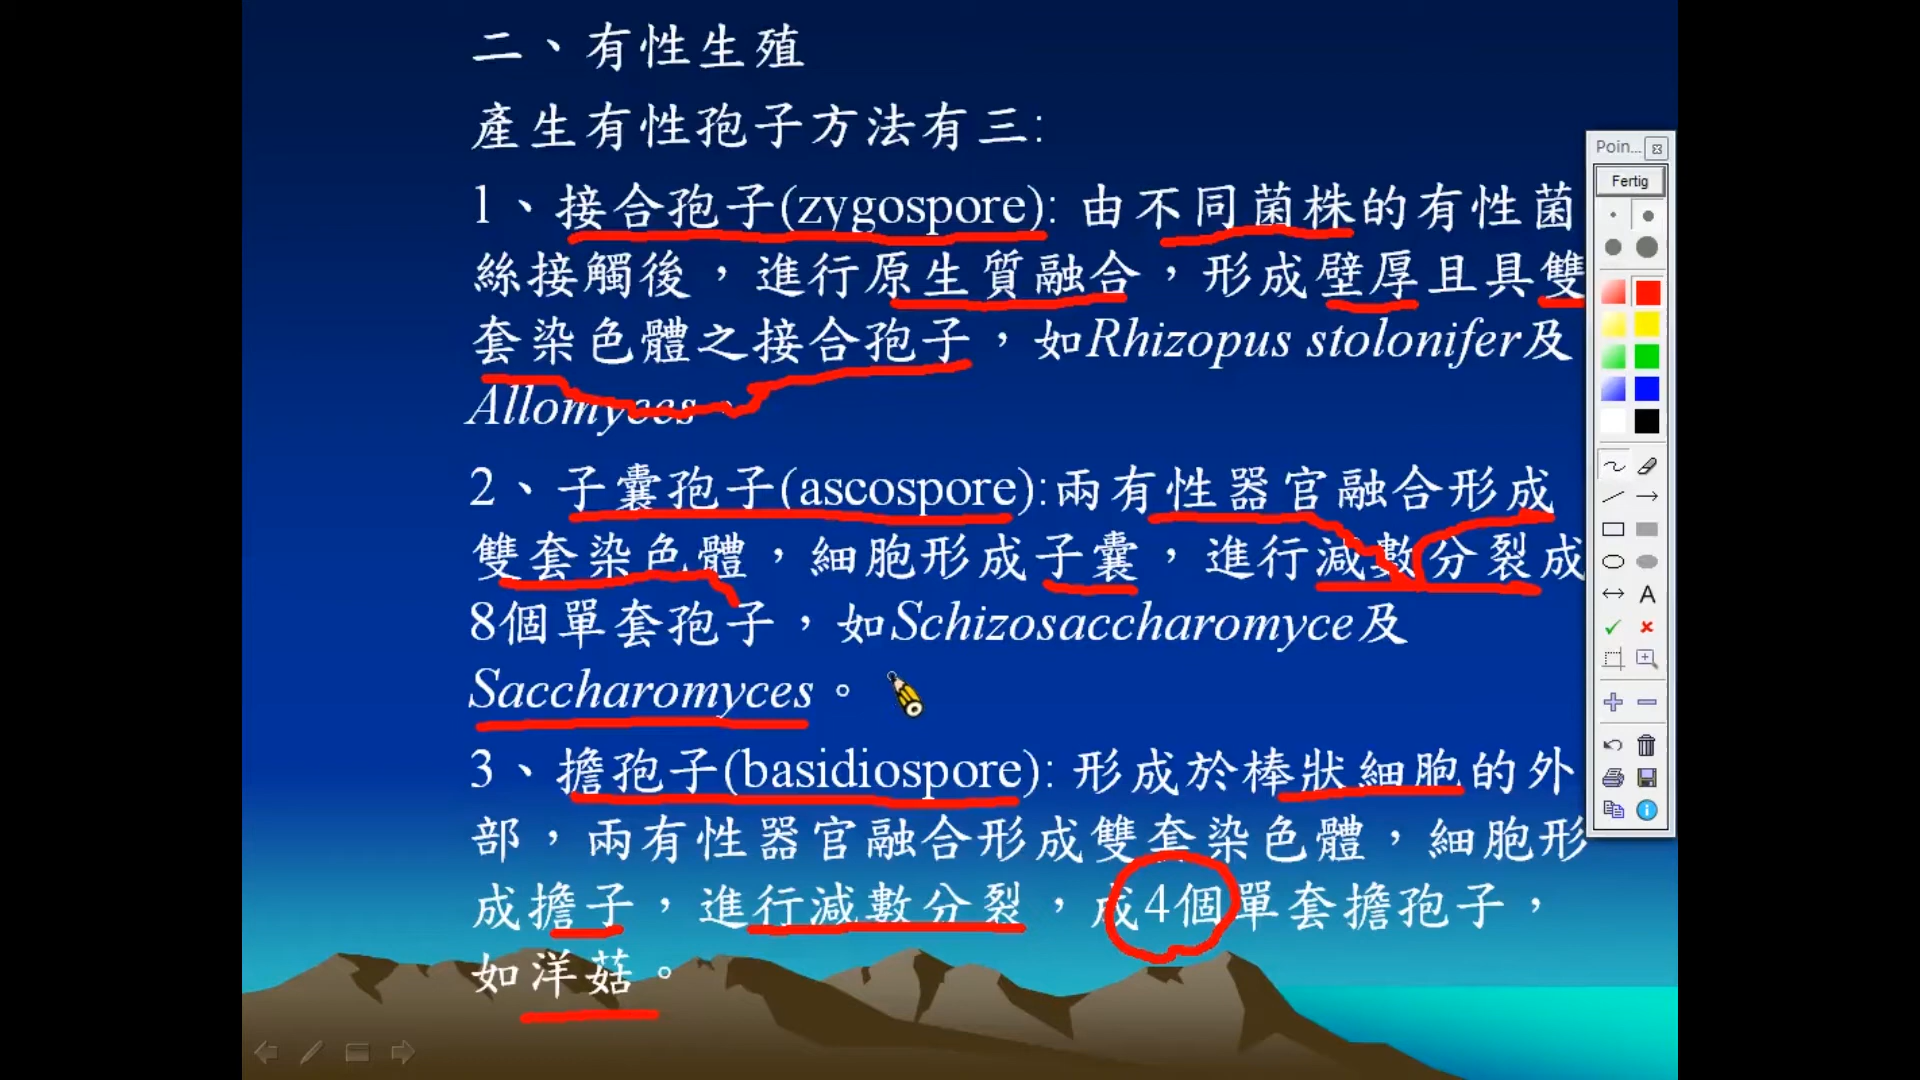 二、有性生殖
產生有性孢子方法有三:
1、接合孢子(zygospore): 由不同菌株的有性菌
絲接觸後，進行原生質融合，形成壁厚且具雙
套染色體之接合孢子，如Rhizopus stolonifer及
Allomyces。
2、子囊孢子(ascospore):兩有性器官融合形成
雙套染色體，細胞形成子囊，進行減數分裂成
8個單套孢子，如Schizosaccharomyce及
Saccharomyces。
3、擔孢子(basidiospore): 形成於棒狀細胞的外
部，兩有性器官融合形成雙套染色體，細胞形
成擔子，進行減數分裂，成4個單套擔孢子，
如洋菇。
Poin...
Fertig
A